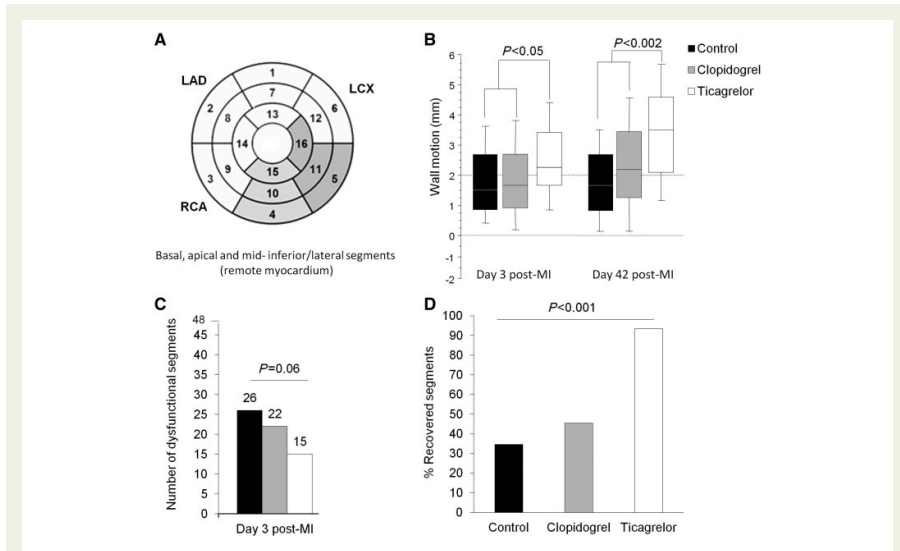 A
LAD
LCX
RCA
1
2
3
4
5
6
7
8
9
10
11
12
13
14
15
16
Basal, apical and mid- inferior/lateral segments
(remote myocardium)
B
P<0.05
P<0.002
Control
Clopidogrel
Ticagrelor
Wall motion (mm)
6
5
4
3
2
1
0
-1
-2
Day 3 post-MI
Day 42 post-MI
C
Number of dysfunctional segments
48
45
40
35
30
25
20
15
10
5
0
P=0.06
26
22
15
Day 3 post-MI
D
% Recovered segments
100
90
80
70
60
50
40
30
20
10
0
P<0.001
Control
Clopidogrel
Ticagrelor